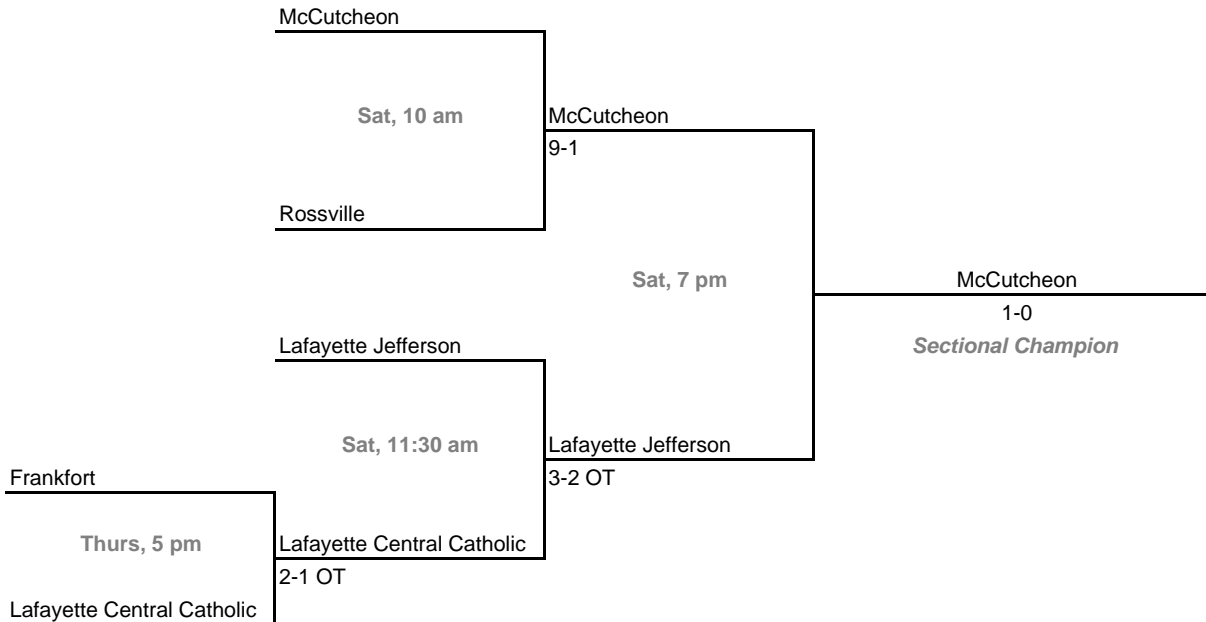 McCutcheon
Sat, 10 am
McCutcheon
9-1
Rossville
Sat, 7 pm
McCutcheon
1-0
Lafayette Jefferson
Sectional Champion
Sat, 11:30 am
Lafayette Jefferson
Frankfort
3-2 OT
Thurs, 5 pm
Lafayette Central Catholic
2-1 OT
Lafayette Central Catholic